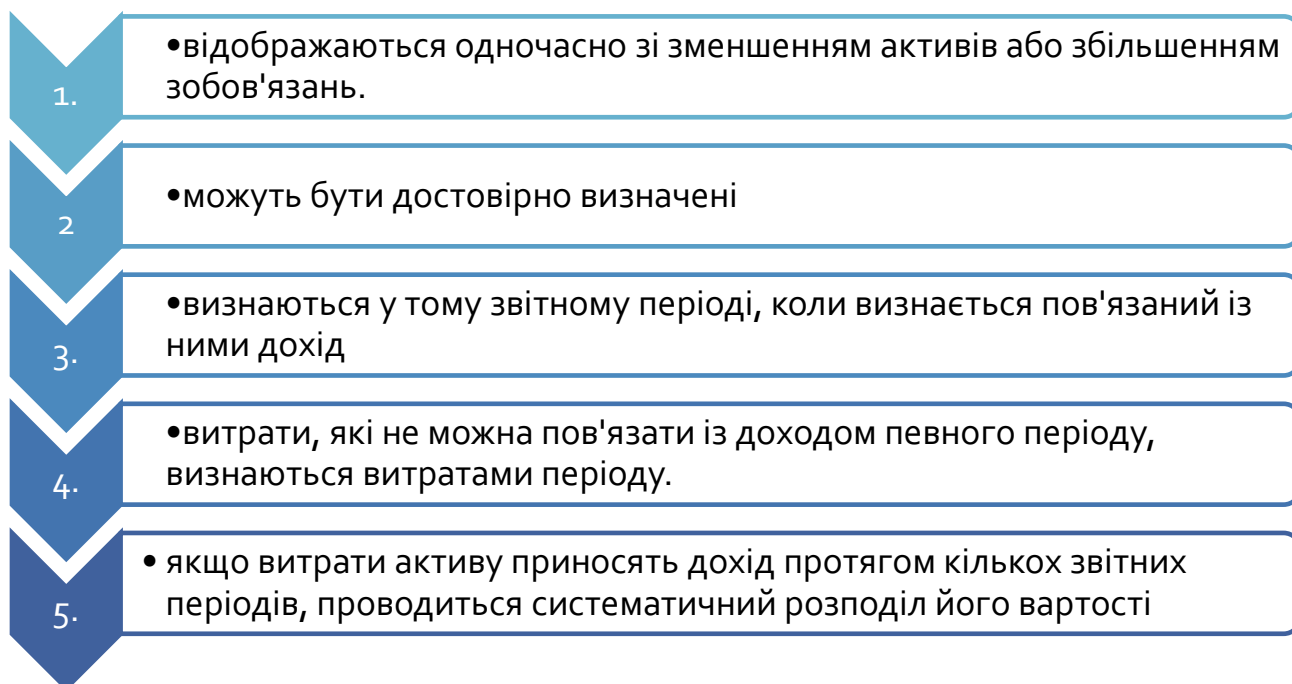 1.
•відображаються одночасно зі зменшенням активів або збільшенням
зобов'язань.
2
•можуть бути достовірно визначені
3.
•визнаються у тому звітному періоді, коли визнається пов'язаний із
ними дохід
4.
•витрати, які не можна пов'язати із доходом певного періоду,
визнаються витратами періоду.
5.
• якщо витрати активу приносять дохід протягом кількох звітних
періодів, проводиться систематичний розподіл його вартості